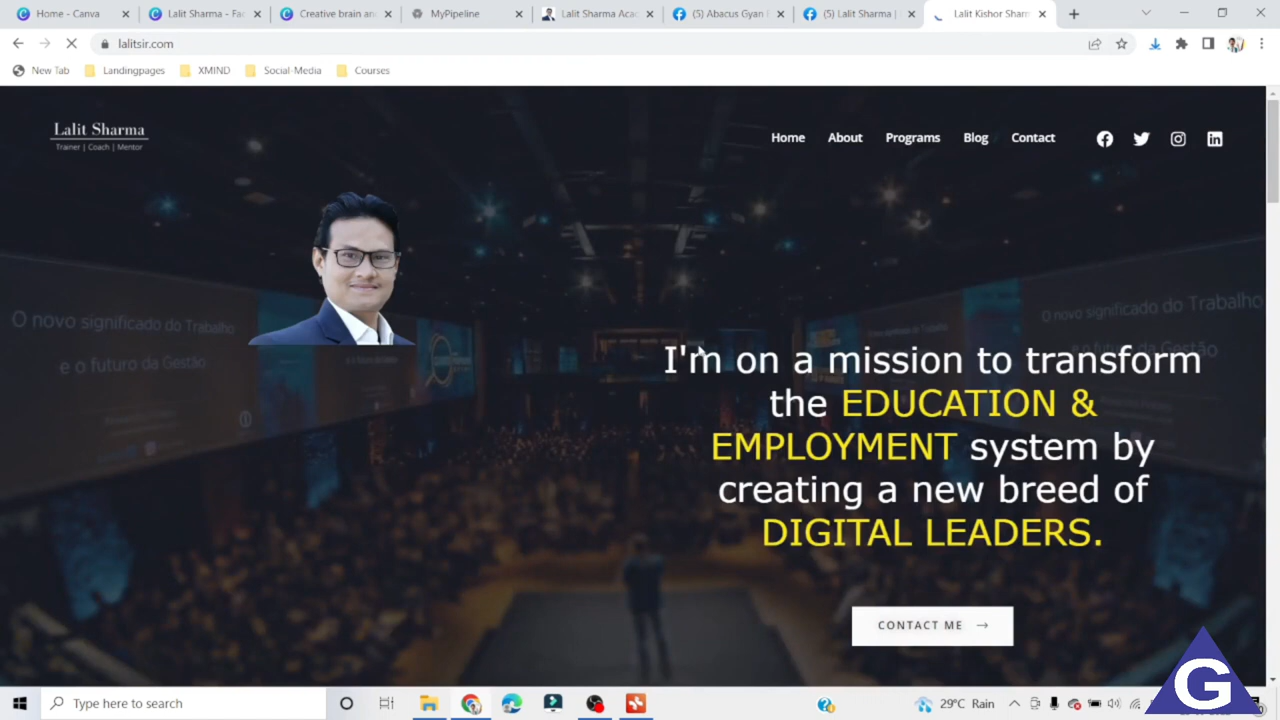 Home - Canva
Lalit Sharma - Fac
Creative brain an
MyPipeline
Lalit Sharma Aca
(5) Abacus Gyan
(5) Lalit Sharma |
Lalit Kishor Sharm
lalitsir.com
New Tab
Landingpages
XMIND
Social-Media
Courses
Lalit Sharma
Trainer | Coach | Mentor
Home
About
Programs
Blog
Contact
O novo significado do Trabalho
e o futuro da Gestão
O novo significado do Trabalho
I'm on a mission to transform
the EDUCATION &
EMPLOYMENT system by
creating a new breed of
DIGITAL LEADERS.
CONTACT ME →
Type here to search
29°C Rain
G